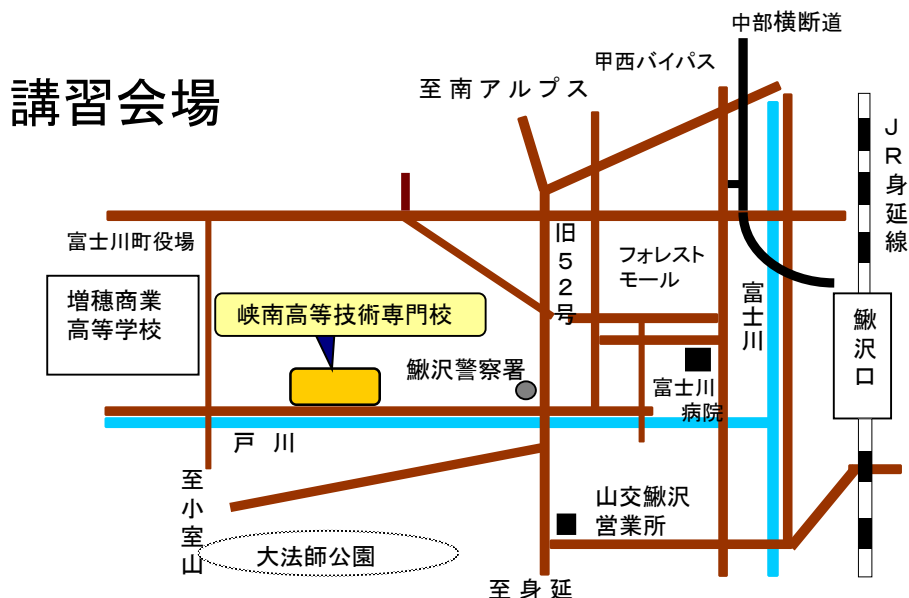 中部横断道
甲西バイパス
至南アルプス
講習会場
JR身延線
富士川町役場
旧52号
フォレスト
モール
増穂商業
高等学校
峡南高等技術専門校
富士川
鰍沢口
鰍沢警察署
富士川
病院
戸川
至小室山
山交鰍沢
営業所
大法師公園
至身延